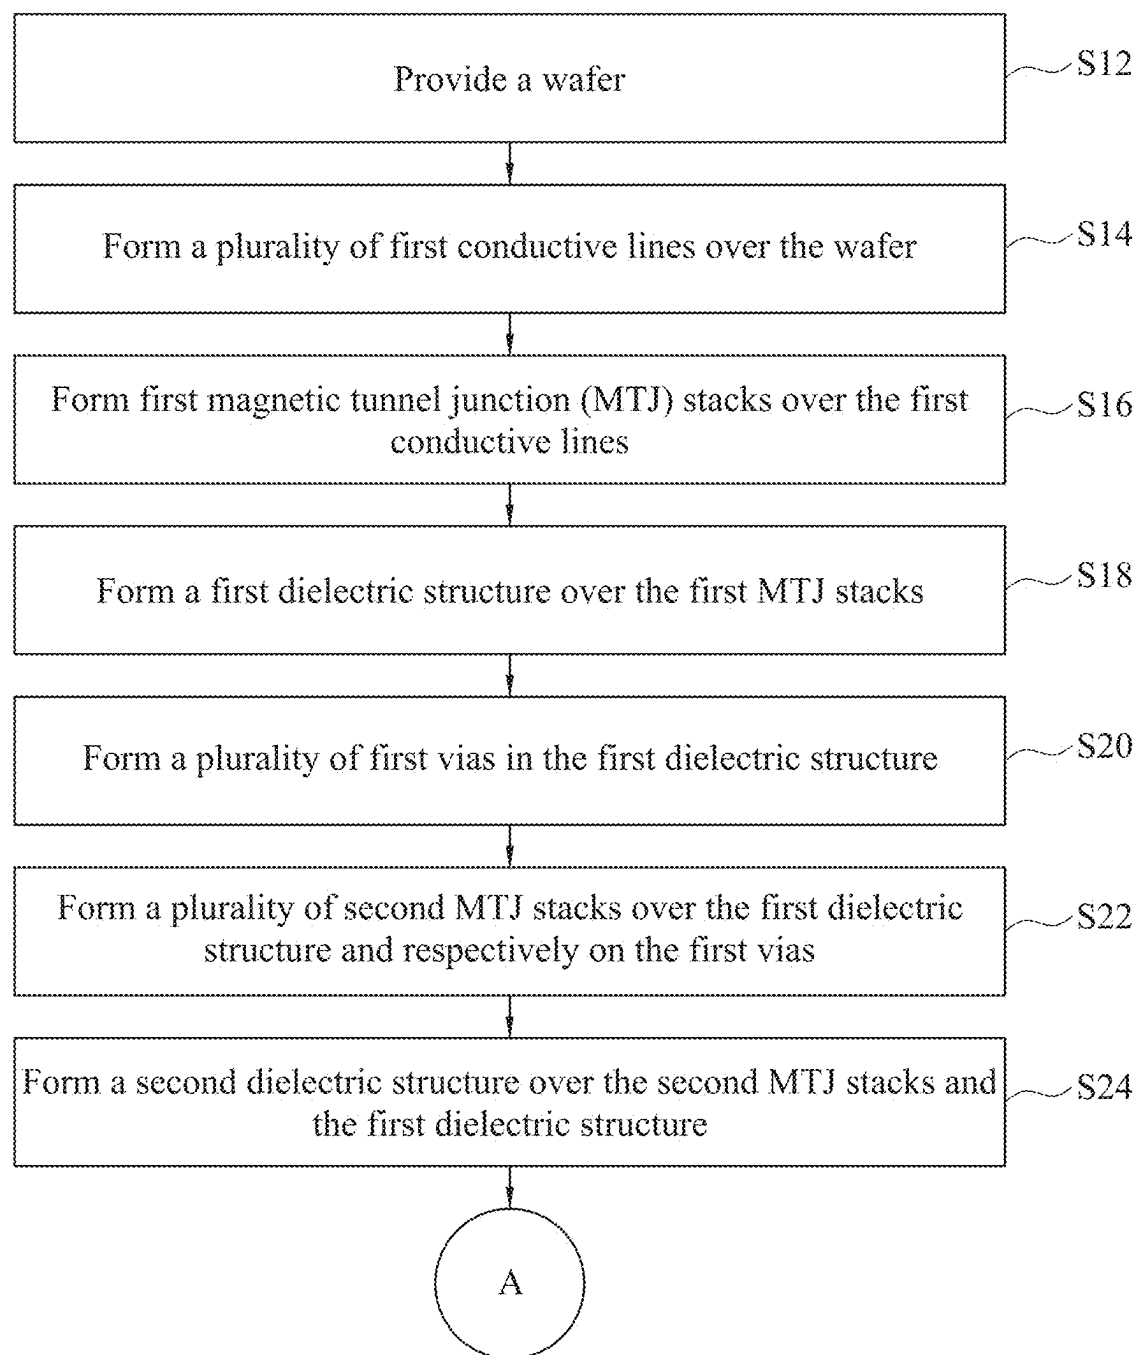 Provide a wafer
S12
Form a plurality of first conductive lines over the wafer
S14
Form first magnetic tunnel junction (MTJ) stacks over the first
conductive lines
S16
Form a first dielectric structure over the first MTJ stacks
S18
Form a plurality of first vias in the first dielectric structure
S20
Form a plurality of second MTJ stacks over the first dielectric
structure and respectively on the first vias
S22
Form a second dielectric structure over the second MTJ stacks and
the first dielectric structure
S24
A